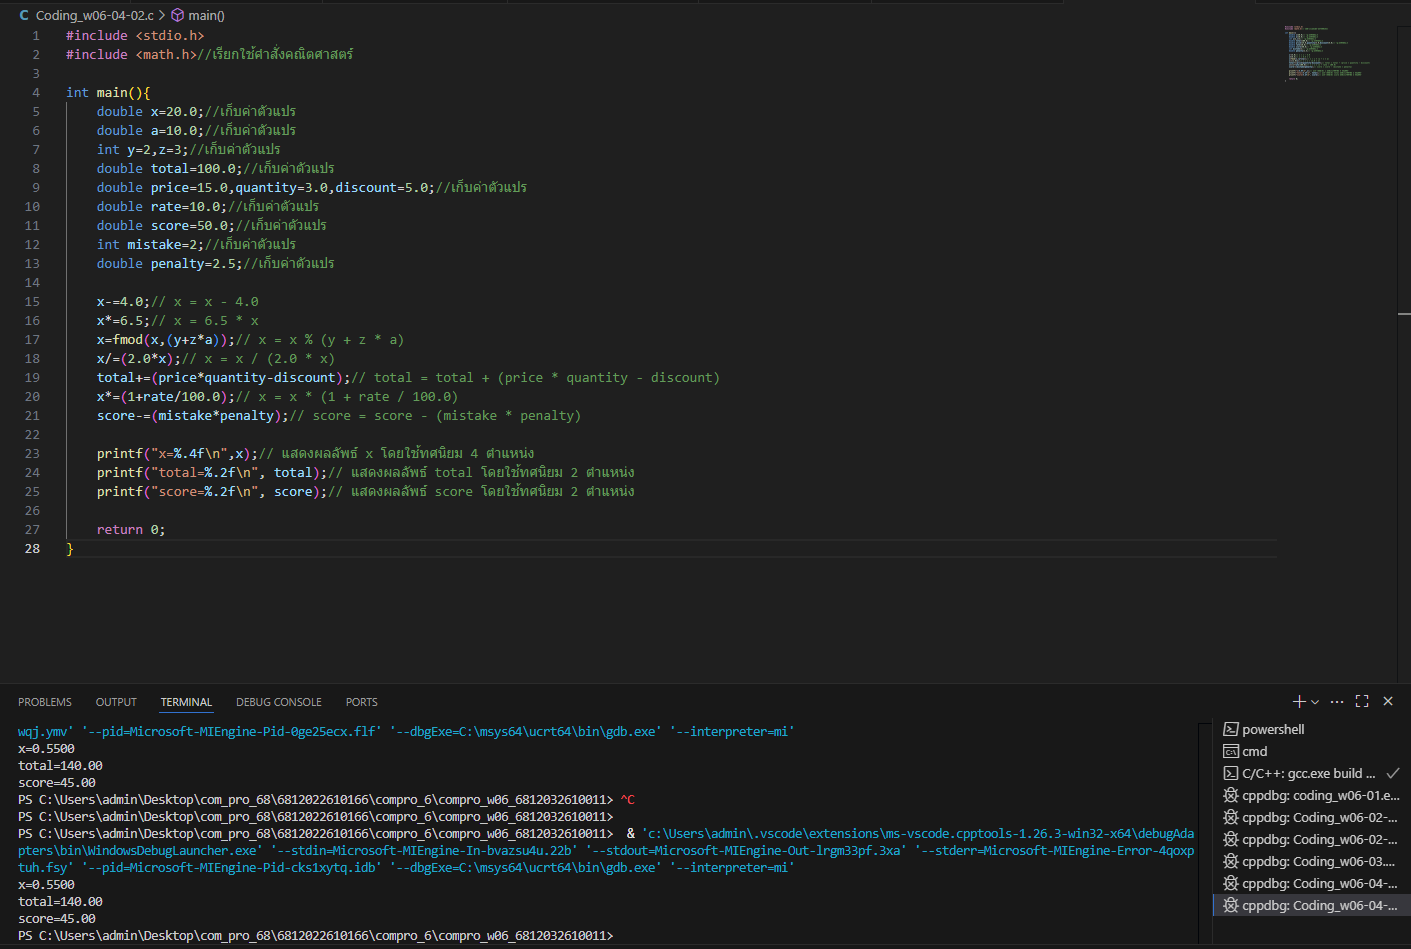 Coding_w06-04-02.c > main()
1 #include <stdio.h>
2 #include <math.h>//เรียกใช้คำสั่งคณิตศาสตร์
3
4 int main(){
5 double x=20.0;//เก็บค่าตัวแปร
6 double a=10.0;//เก็บค่าตัวแปร
7 int y=2,z=3;//เก็บค่าตัวแปร
8 double total=100.0;//เก็บค่าตัวแปร
9 double price=15.0,quantity=3.0,discount=5.0;//เก็บค่าตัวแปร
10 double rate=10.0;//เก็บค่าตัวแปร
11 double score=50.0;//เก็บค่าตัวแปร
12 int mistake=2;//เก็บค่าตัวแปร
13 double penalty=2.5;//เก็บค่าตัวแปร
14
15 x-=4.0;// x = x - 4.0
16 x*=6.5;// x = 6.5 * x
17 x=fmod(x,(y+z*a));// x = x % (y + z * a)
18 x/=(2.0*x);// x = x / (2.0 * x)
19 total+=(price*quantity-discount);// total = total + (price * quantity - discount)
20 x*=(1+rate/100.0);// x = x * (1 + rate / 100.0)
21 score-=(mistake*penalty);// score = score - (mistake * penalty)
22
23 printf("x=%.4f\n",x);// แสดงผลลัพธ์ x โดยใช้ทศนิยม 4 ตำแหน่ง
24 printf("total=%.2f\n", total);// แสดงผลลัพธ์ total โดยใช้ทศนิยม 2 ตำแหน่ง
25 printf("score=%.2f\n", score);// แสดงผลลัพธ์ score โดยใช้ทศนิยม 2 ตำแหน่ง
26
27 return 0;
28 }
PROBLEMS OUTPUT TERMINAL DEBUG CONSOLE PORTS
wqj.ymv' '--pid=Microsoft-MIEngine-Pid-0ge25ecx.flf' '--dbgExe=C:\msys64\ucrt64\bin\gdb.exe' '--interpreter=mi'
x=0.5500
total=140.00
score=45.00
PS C:\Users\admin\Desktop\com_pro_68\6812022610166\compro_6\compro_w06_6812032610011> ^C
PS C:\Users\admin\Desktop\com_pro_68\6812022610166\compro_6\compro_w06_6812032610011>
PS C:\Users\admin\Desktop\com_pro_68\6812022610166\compro_6\compro_w06_6812032610011> & 'c:\Users\admin\.vscode\extensions\ms-vscode.cpptools-1.26.3-win32-x64\debugAda
pters\bin\WindowsDebugLauncher.exe' '--stdin=Microsoft-MIEngine-In-bvazsu4u.22b' '--stdout=Microsoft-MIEngine-Out-lrgm33pf.3xa' '--stderr=Microsoft-MIEngine-Error-4qoxp
tuh.fsy' '--pid=Microsoft-MIEngine-Pid-cks1xytq.idb' '--dbgExe=C:\msys64\ucrt64\bin\gdb.exe' '--interpreter=mi'
x=0.5500
total=140.00
score=45.00
PS C:\Users\admin\Desktop\com_pro_68\6812022610166\compro_6\compro_w06_6812032610011>
powershell
cmd
C/C++: gcc.exe build ...
cppdbg: coding_w06-01.e...
cppdbg: Coding_w06-02-...
cppdbg: Coding_w06-02-...
cppdbg: Coding_w06-03....
cppdbg: Coding_w06-04-...
cppdbg: Coding_w06-04-...